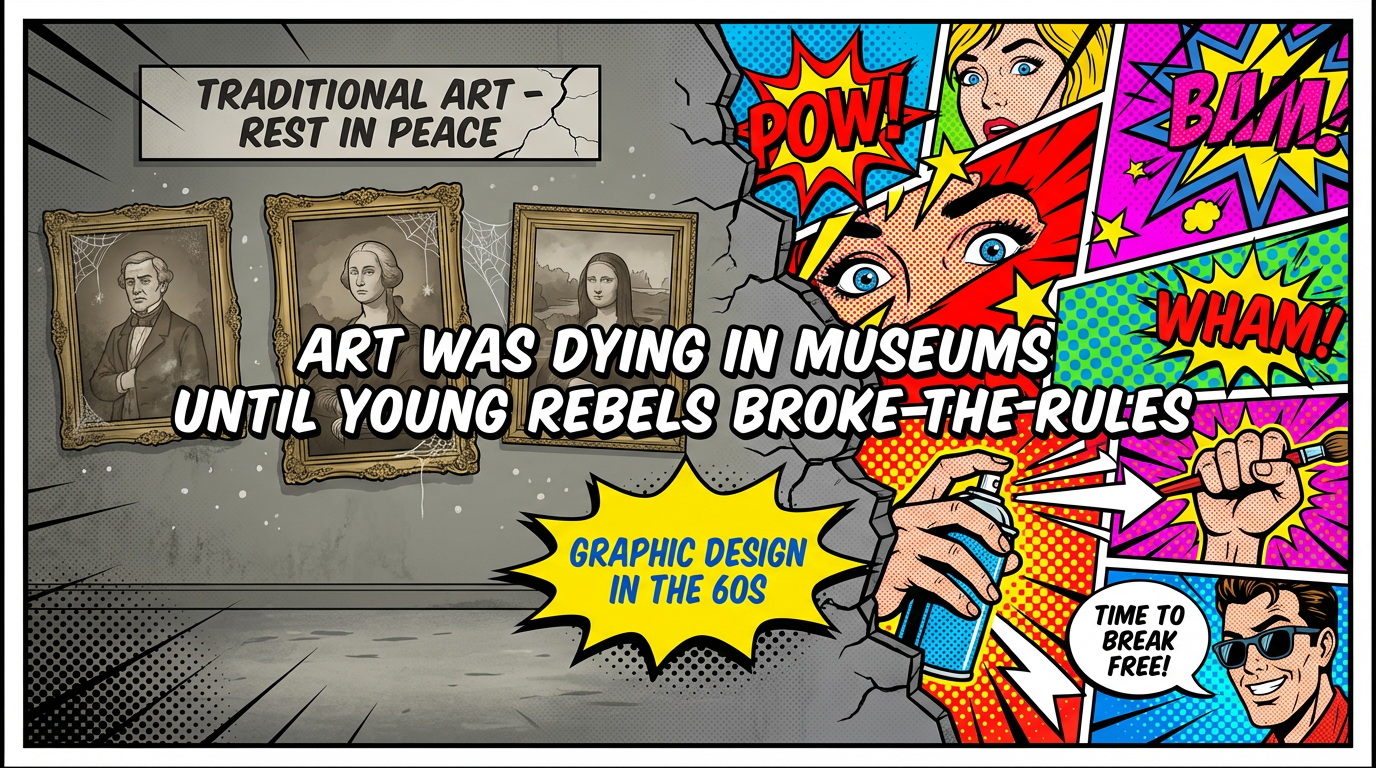 TRADITIONAL ART -
REST IN PEACE
POW!
BAM!
WHAM!
ART WAS DYING IN MUSEUMS
UNTIL YOUNG REBELS BROKE THE RULES
GRAPHIC DESIGN
IN THE 60S
TIME TO
BREAK
FREE!